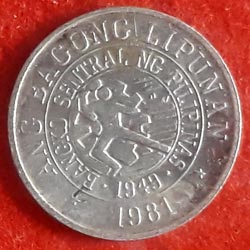 ANG BAGONG LIPUNAN
BANGKO SENTRAL NG PILIPINAS
1949
1981